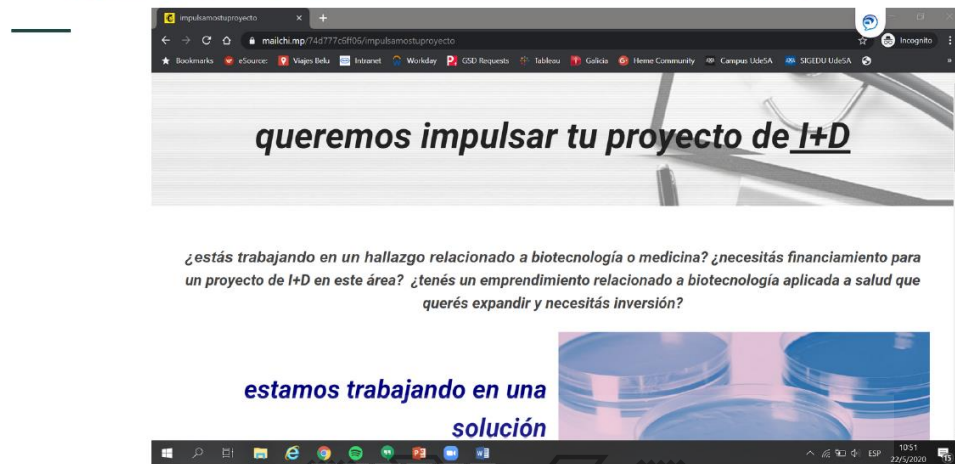 impulsamostuproyecto
mailchi.mp/74d777c6ff06/impulsamostuproyecto
Incognito
Bookmarks eSource: Viajes Belu Intranet Workday GSD Requests Tableau Galicia Heme Community Campus UdeSA SIGEDU UdeSA
queremos impulsar tu proyecto de I+D
¿estás trabajando en un hallazgo relacionado a biotecnología o medicina? ¿necesitás financiamiento para
un proyecto de I+D en este área? ¿tenés un emprendimiento relacionado a biotecnología aplicada a salud que
querés expandir y necesitás inversión?
estamos trabajando en una
solución
ESP
10:51
22/5/2020
15